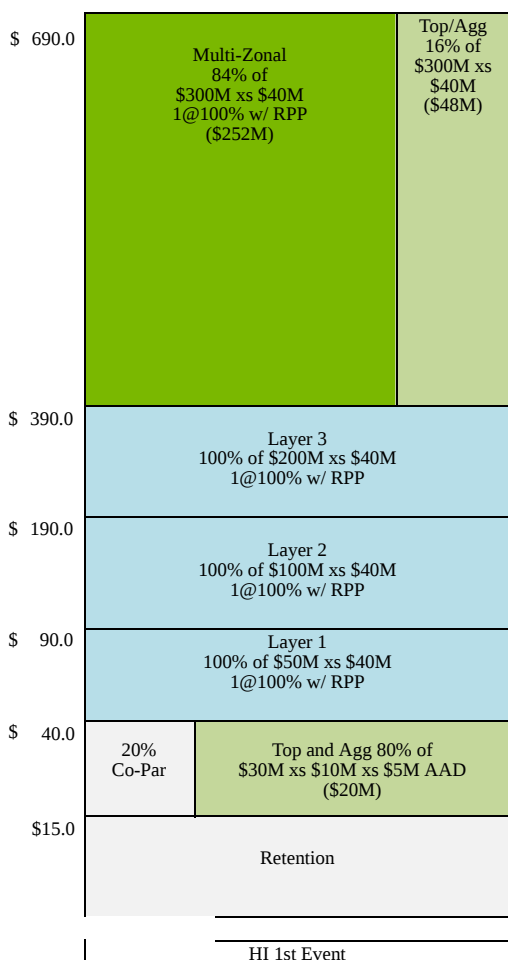 $ 690.0
Multi-Zonal
84% of
$300M xs $40M
1@100% w/ RPP
($252M)
Top/Agg
16% of
$300M xs
$40M
($48M)
$ 390.0
Layer 3
100% of $200M xs $40M
1@100% w/ RPP
$ 190.0
Layer 2
100% of $100M xs $40M
1@100% w/ RPP
$ 90.0
Layer 1
100% of $50M xs $40M
1@100% w/ RPP
$ 40.0
20%
Co-Par
Top and Agg 80% of
$30M xs $10M xs $5M AAD
($20M)
$15.0
Retention
HI 1st Event